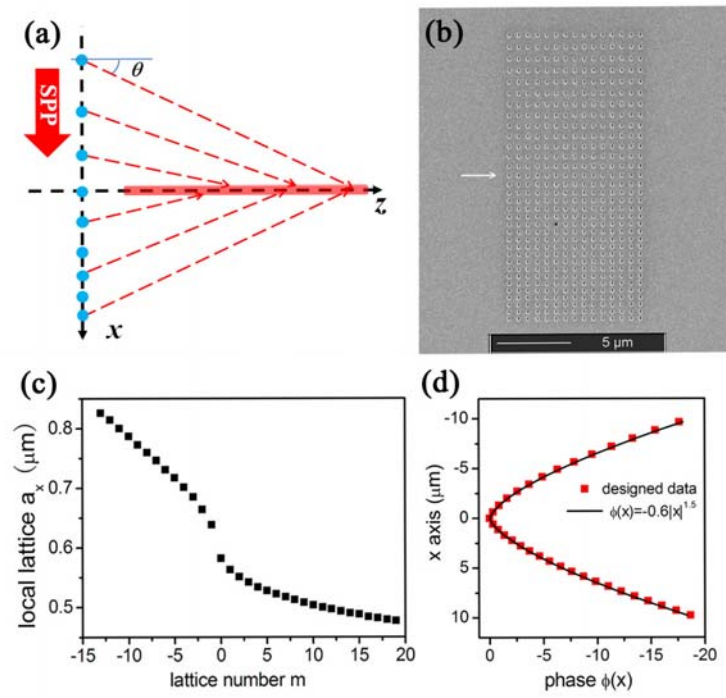 (a)
θ
SPP
z
x
(b)
5 μm
(c)
local lattice aₓ (μm)
0.8
0.7
0.6
0.5
-15 -10 -5 0 5 10 15 20
lattice number m
(d)
x axis (μm)
-10
-5
0
5
10
designed data
ϕ(x)=-0.6|x|^1.5
0 -5 -10 -15 -20
phase ϕ(x)